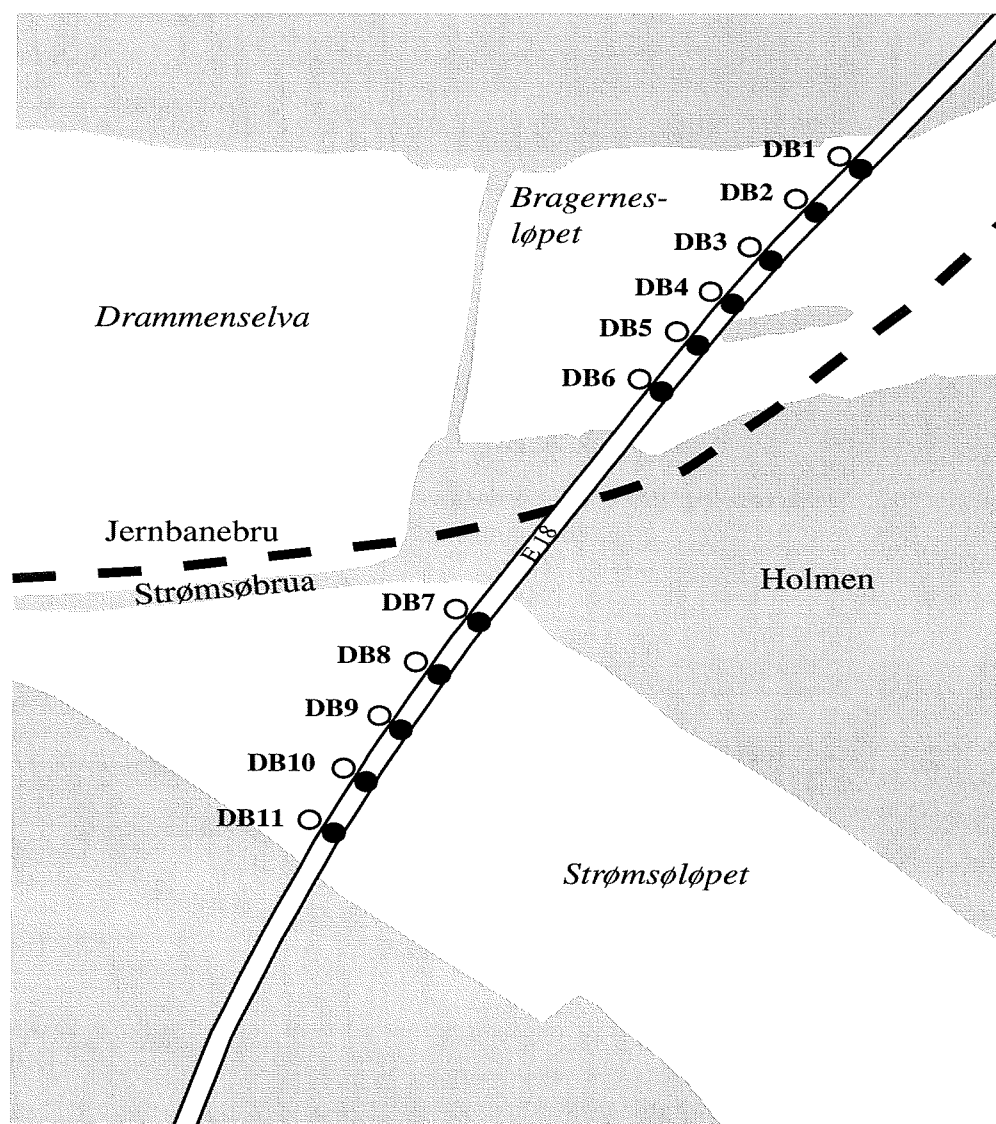 DB1
DB2
Bragernes-
løpet
DB3
DB4
Drammenselva
DB5
DB6
Jernbanebru
E18
Holmen
Strømsøbrua
DB7
DB8
DB9
DB10
DB11
Strømsøløpet